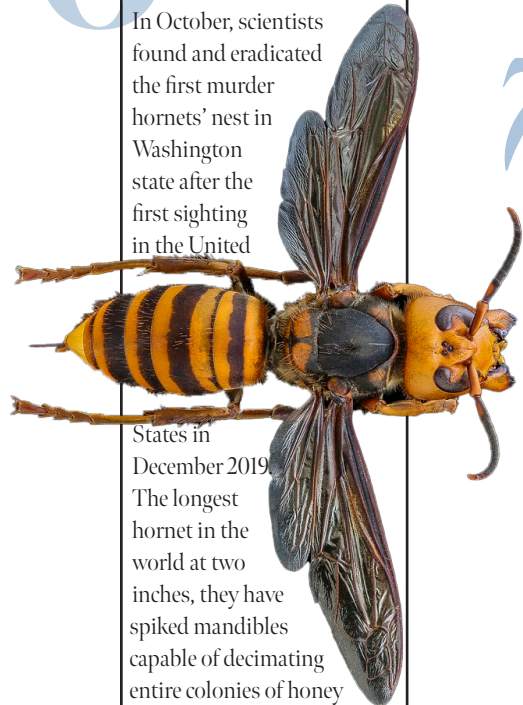 In October, scientists
found and eradicated
the first murder
hornets’ nest in
Washington
state after the
first sighting
in the United
States in
December 2019.
The longest
hornet in the
world at two
inches, they have
spiked mandibles
capable of decimating
entire colonies of honey